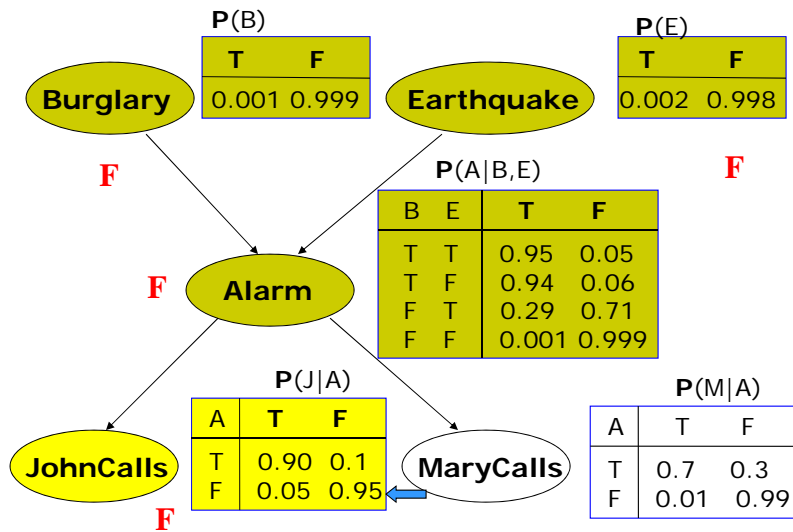 P(B)
T F
Burglary 0.001 0.999
P(E)
T F
Earthquake 0.002 0.998
F
F
P(A|B,E)
B E T F
T T 0.95 0.05
T F 0.94 0.06
F T 0.29 0.71
F F 0.001 0.999
F
Alarm
P(J|A)
A T F
T 0.90 0.1
F 0.05 0.95
JohnCalls
F
MaryCalls
P(M|A)
A T F
T 0.7 0.3
F 0.01 0.99